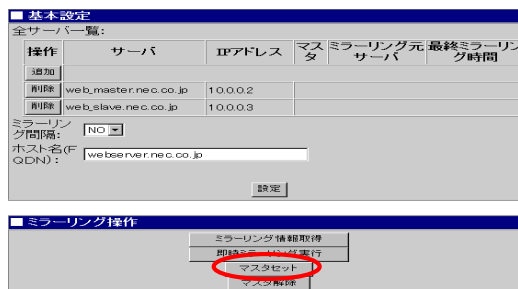 ■ 基本設定
全サーバ一覧:
操作 サーバ IPアドレス マスタ ミラーリング元サーバ 最終ミラーリング時間
追加
削除 web_master.nec.co.jp 10.0.0.2
削除 web_slave.nec.co.jp 10.0.0.3
ミラーリング間隔: NO
ホスト名(FQDN): webserver.nec.co.jp
設定
■ ミラーリング操作
ミラーリング情報取得
即時ミラーリング実行
マスタセット
マスタ解除